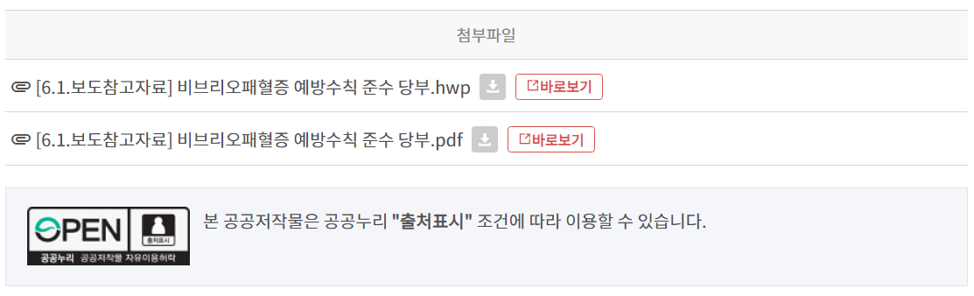 첨부파일
[6.1.보도참고자료] 비브리오패혈증 예방수칙 준수 당부.hwp 바로보기
[6.1.보도참고자료] 비브리오패혈증 예방수칙 준수 당부.pdf 바로보기
OPEN 출처표시
공공누리 공공저작물 자유이용허락
본 공공저작물은 공공누리 "출처표시" 조건에 따라 이용할 수 있습니다.